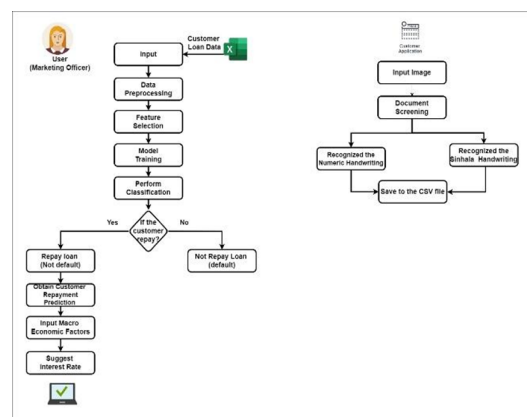 Customer
Loan Data
User
(Marketing Officer)
Input
Data
Preprocessing
Feature
Selection
Model
Training
Perform
Classification
If the
customer
repay?
Yes
No
Repay loan
(Not default)
Not Repay Loan
(default)
Obtain Customer
Repayment
Prediction
Input Macro
Economic Factors
Suggest
Interest Rate
Customer
Application
Input Image
Document
Screening
Recognized the
Numeric Handwriting
Recognized the
Sinhala Handwriting
Save to the CSV file